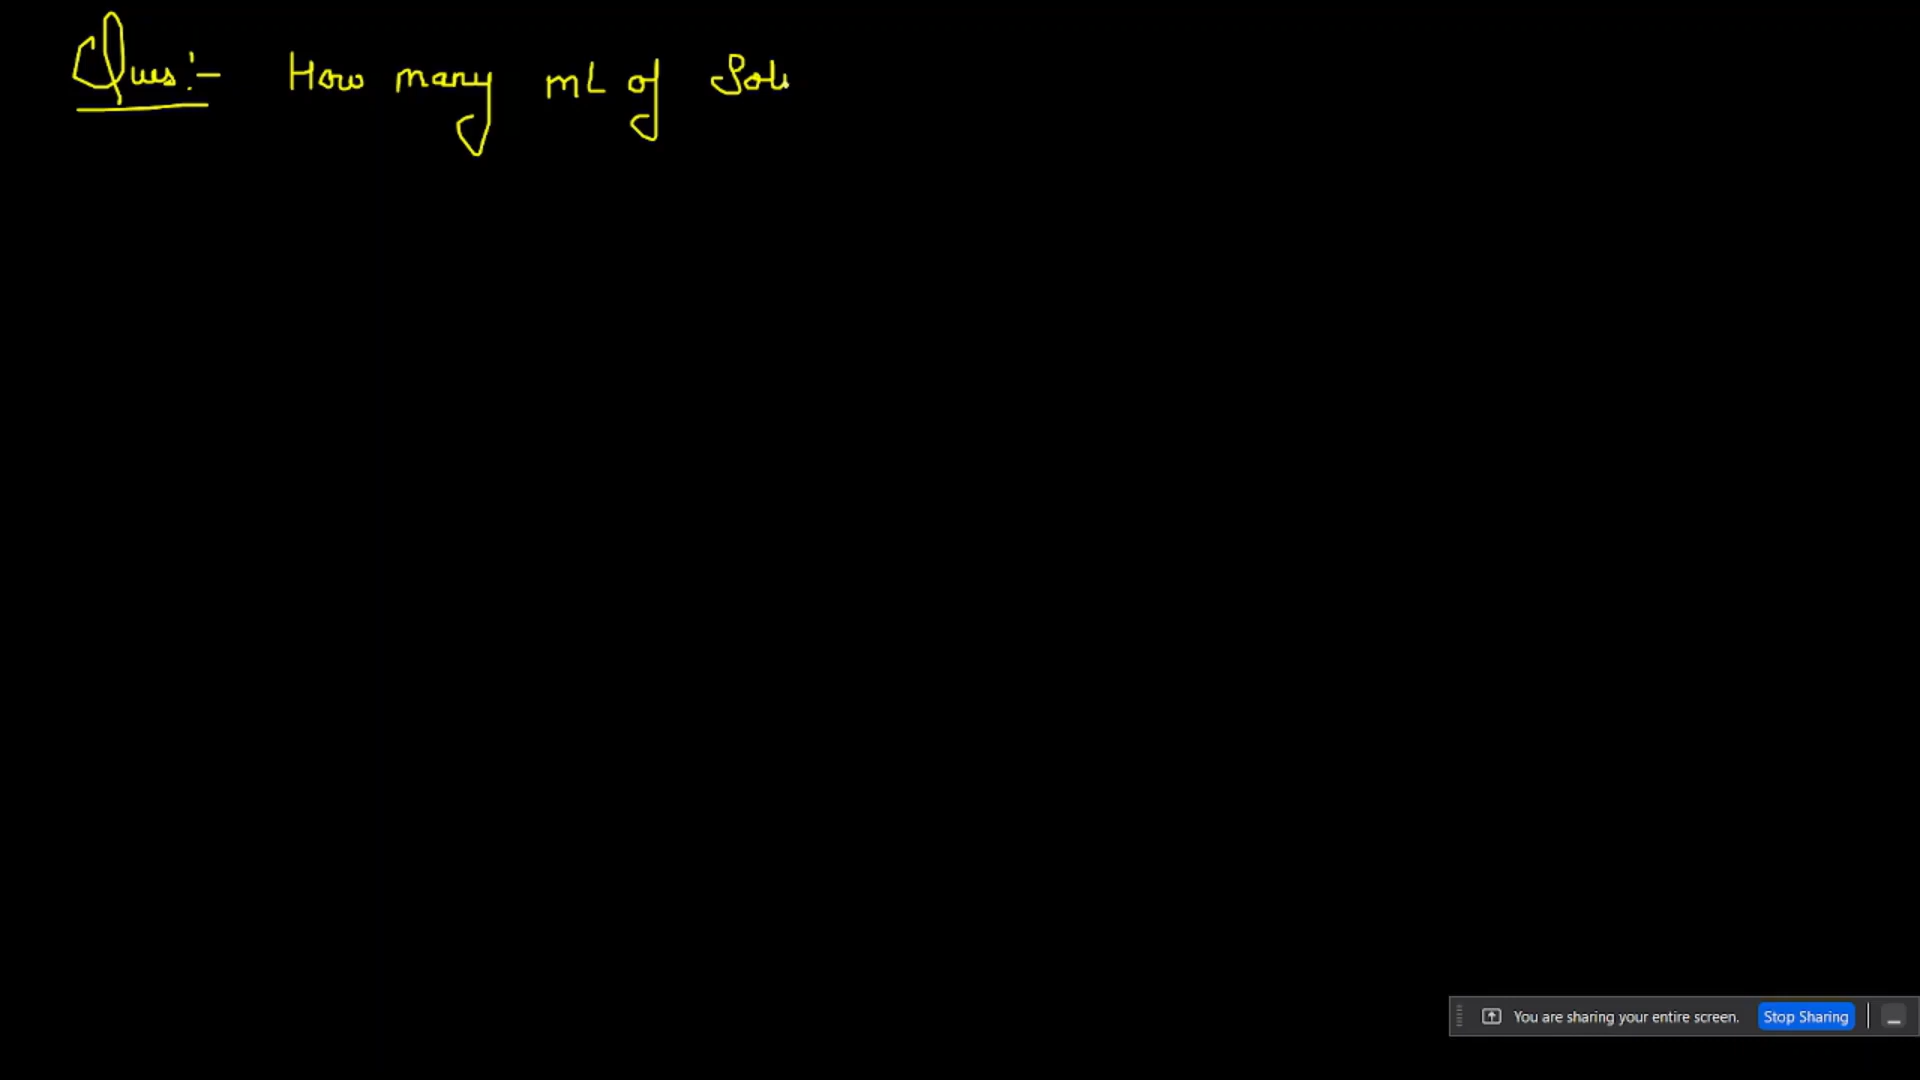 Ques:- How many mL of Solu
You are sharing your entire screen. Stop Sharing